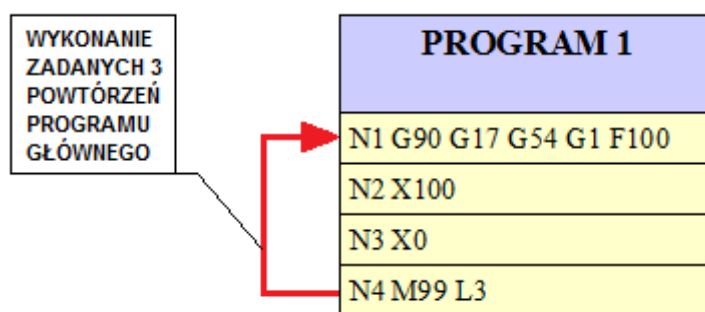 WYKONANIE
ZADANYCH 3
POWTÓRZEŃ
PROGRAMU
GŁÓWNEGO
PROGRAM 1
N1 G90 G17 G54 G1 F100
N2 X100
N3 X0
N4 M99 L3